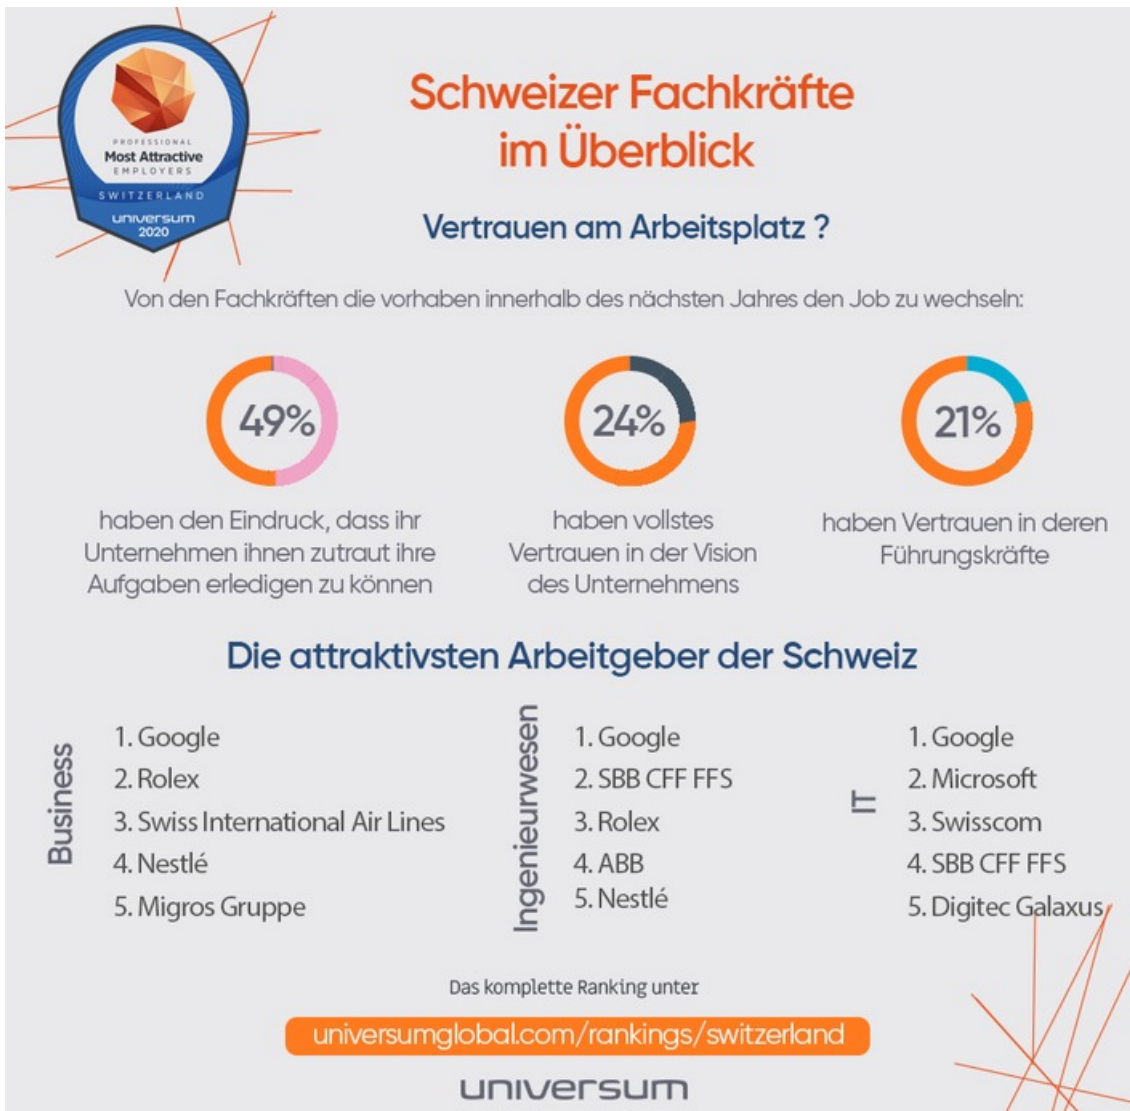 PROFESSIONAL
Most Attractive
EMPLOYERS
SWITZERLAND
universum
2020
Schweizer Fachkräfte
im Überblick
Vertrauen am Arbeitsplatz ?
Von den Fachkräften die vorhaben innerhalb des nächsten Jahres den Job zu wechseln:
49%
haben den Eindruck, dass ihr
Unternehmen ihnen zutraut ihre
Aufgaben erledigen zu können
24%
haben vollstes
Vertrauen in der Vision
des Unternehmens
21%
haben Vertrauen in deren
Führungskräfte
Die attraktivsten Arbeitgeber der Schweiz
Business
1. Google
2. Rolex
3. Swiss International Air Lines
4. Nestlé
5. Migros Gruppe
Ingenieurwesen
1. Google
2. SBB CFF FFS
3. Rolex
4. ABB
5. Nestlé
IT
1. Google
2. Microsoft
3. Swisscom
4. SBB CFF FFS
5. Digitec Galaxus
Das komplette Ranking unter
universumglobal.com/rankings/switzerland
universum